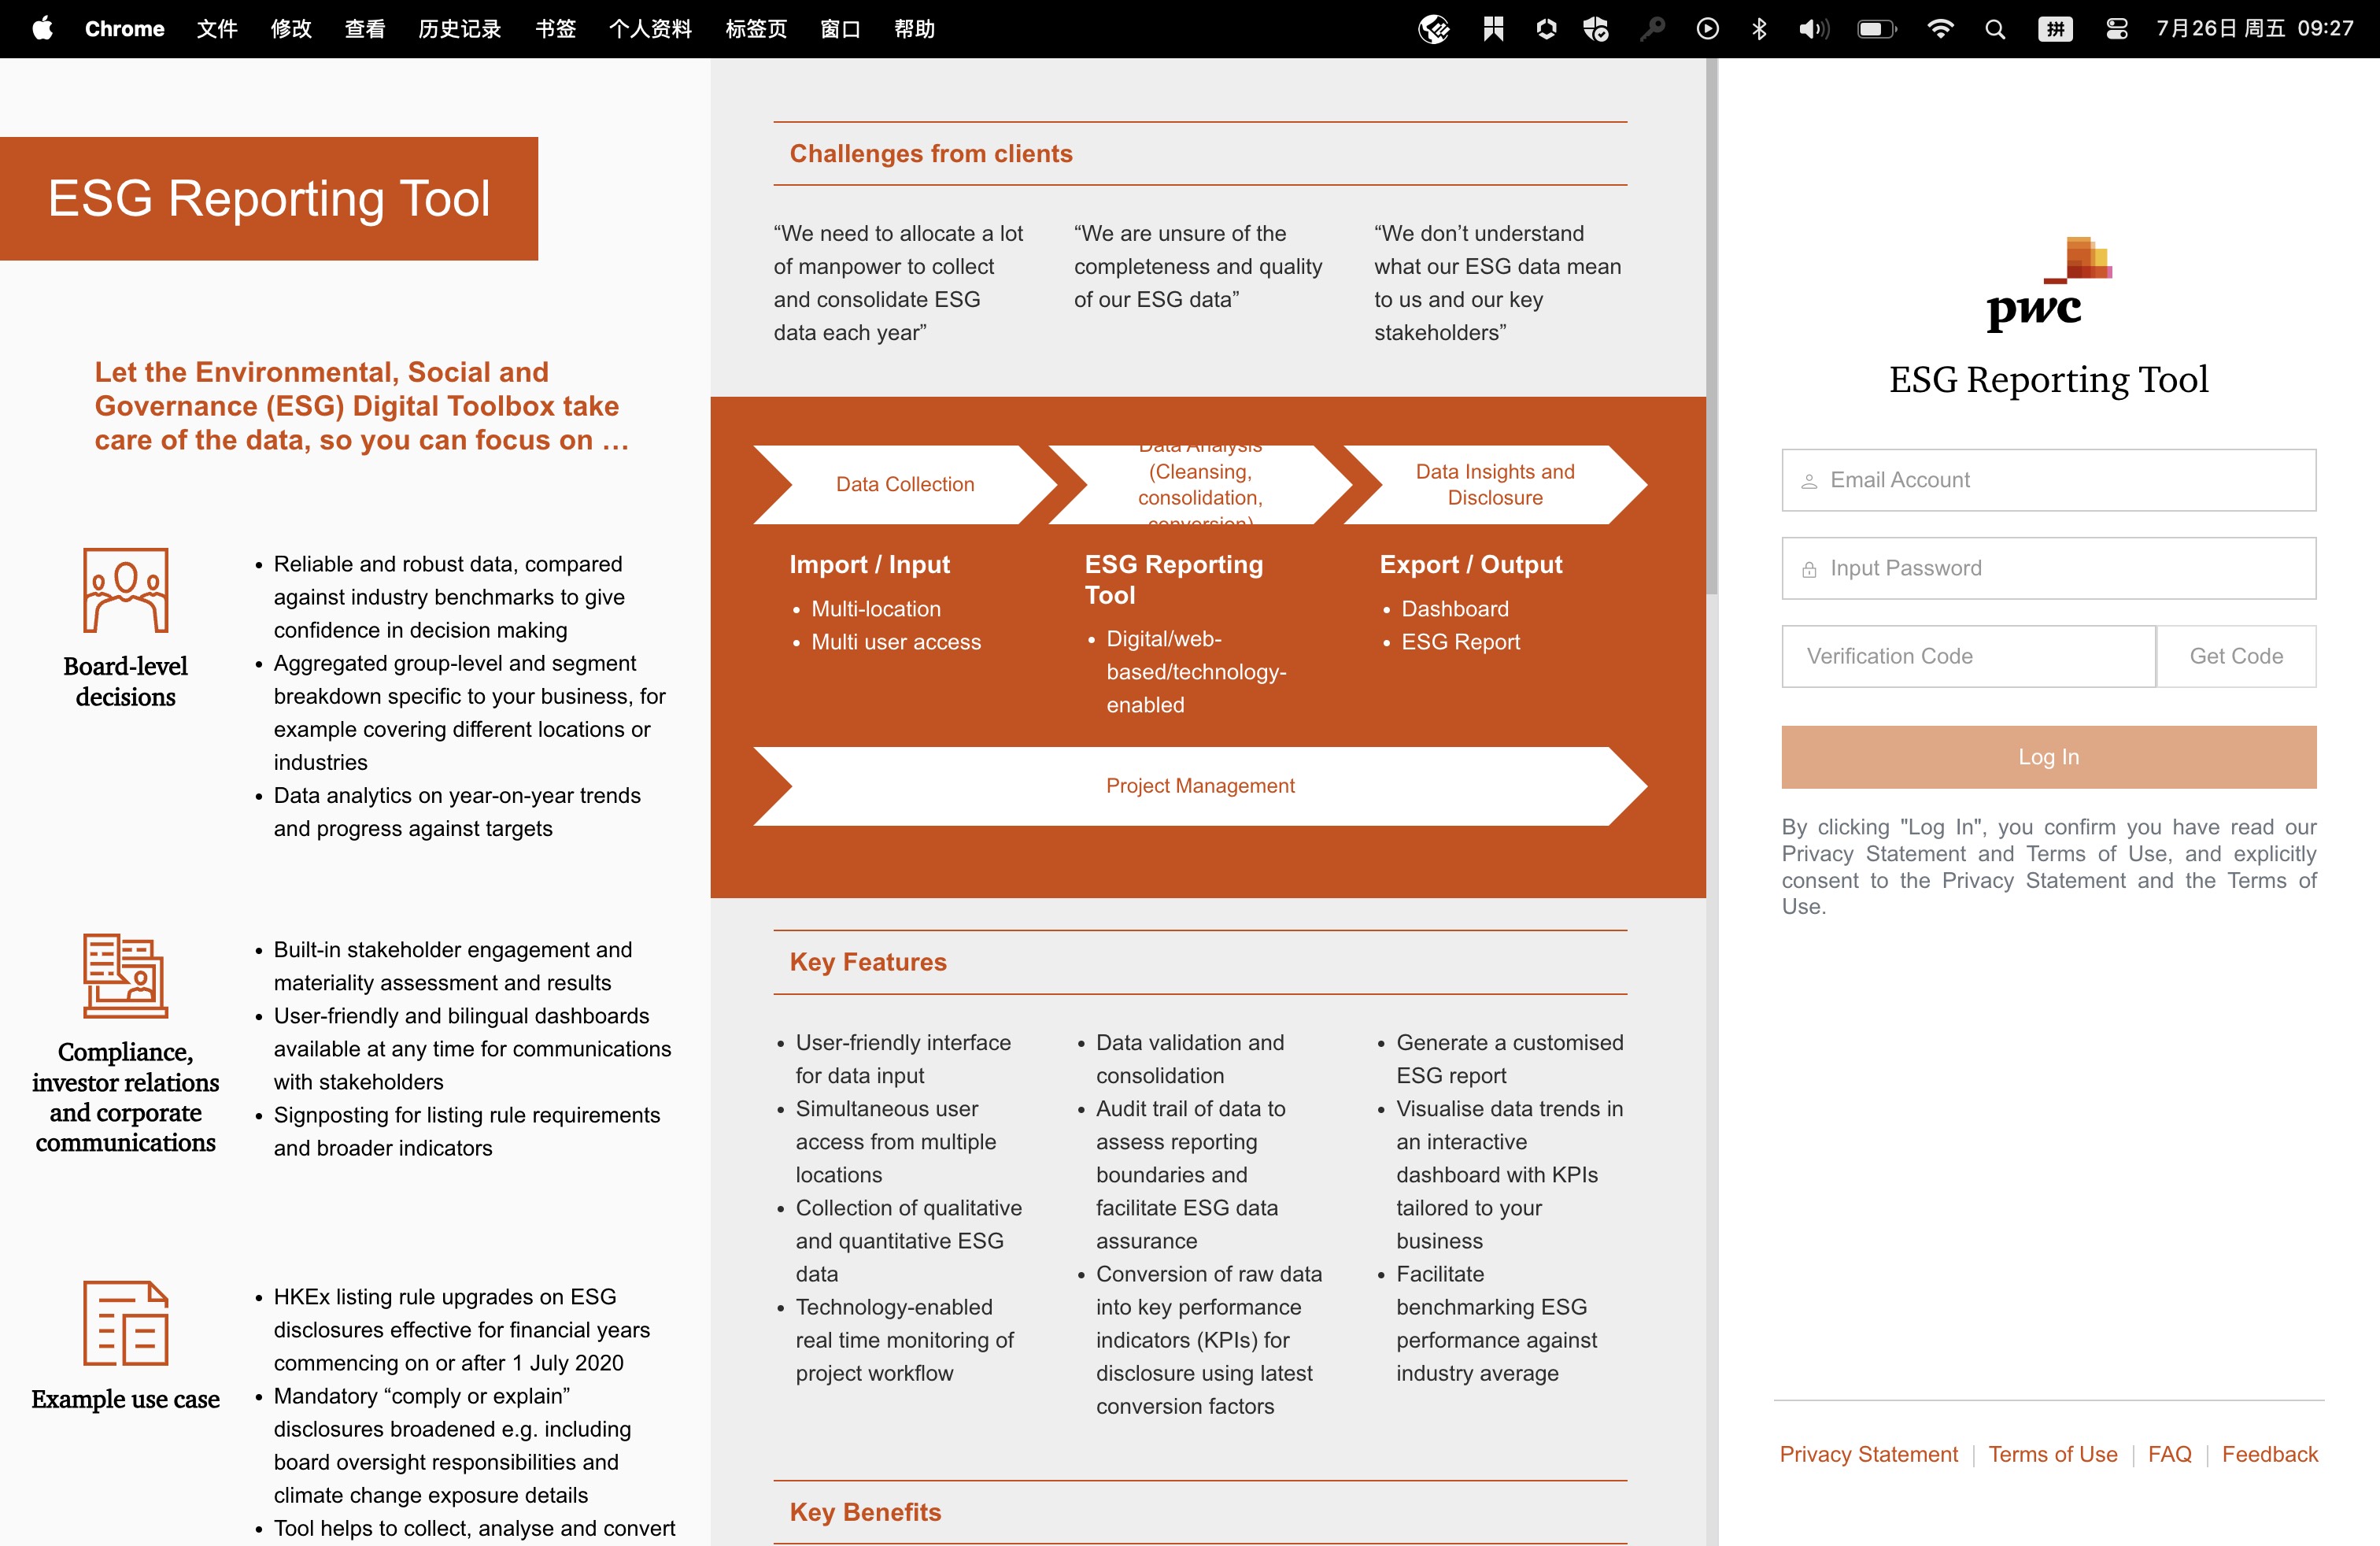 Chrome 文件 修改 查看 历史记录 书签 个人资料 标签页 窗口 帮助 拼 7月26日 周五 09:27
ESG Reporting Tool
Let the Environmental, Social and
Governance (ESG) Digital Toolbox take
care of the data, so you can focus on …
Board-level
decisions
• Reliable and robust data, compared
against industry benchmarks to give
confidence in decision making
• Aggregated group-level and segment
breakdown specific to your business, for
example covering different locations or
industries
• Data analytics on year-on-year trends
and progress against targets
Compliance,
investor relations
and corporate
communications
• Built-in stakeholder engagement and
materiality assessment and results
• User-friendly and bilingual dashboards
available at any time for communications
with stakeholders
• Signposting for listing rule requirements
and broader indicators
Example use case
• HKEx listing rule upgrades on ESG
disclosures effective for financial years
commencing on or after 1 July 2020
• Mandatory “comply or explain”
disclosures broadened e.g. including
board oversight responsibilities and
climate change exposure details
• Tool helps to collect, analyse and convert
Challenges from clients
“We need to allocate a lot
of manpower to collect
and consolidate ESG
data each year”
“We are unsure of the
completeness and quality
of our ESG data”
“We don’t understand
what our ESG data mean
to us and our key
stakeholders”
Data Collection
Data Analysis
(Cleansing,
consolidation,
conversion)
Data Insights and
Disclosure
Import / Input
• Multi-location
• Multi user access
ESG Reporting
Tool
• Digital/web-
based/technology-
enabled
Export / Output
• Dashboard
• ESG Report
Project Management
Key Features
• User-friendly interface
for data input
• Simultaneous user
access from multiple
locations
• Collection of qualitative
and quantitative ESG
data
• Technology-enabled
real time monitoring of
project workflow
• Data validation and
consolidation
• Audit trail of data to
assess reporting
boundaries and
facilitate ESG data
assurance
• Conversion of raw data
into key performance
indicators (KPIs) for
disclosure using latest
conversion factors
• Generate a customised
ESG report
• Visualise data trends in
an interactive
dashboard with KPIs
tailored to your
business
• Facilitate
benchmarking ESG
performance against
industry average
Key Benefits
pwc
ESG Reporting Tool
Email Account
Input Password
Verification Code
Get Code
Log In
By clicking "Log In", you confirm you have read our
Privacy Statement and Terms of Use, and explicitly
consent to the Privacy Statement and the Terms of
Use.
Privacy Statement | Terms of Use | FAQ | Feedback